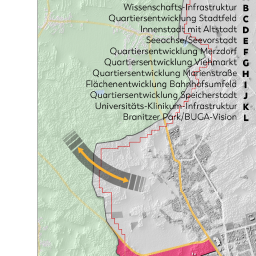 Wissenschafts-Infrastruktur B
Quartiersentwicklung Stadtfeld C
Innenstadt mit Altstadt D
Seeachse/Seevorstadt E
Quartiersentwicklung Merzdorf F
Quartiersentwicklung Viehmarkt G
Quartiersentwicklung Marienstraße H
Flächenentwicklung Bahnhofsumfeld I
Quartiersentwicklung Speicherstadt J
Universitäts-Klinikum-Infrastruktur K
Branitzer Park/BUGA-Vision L